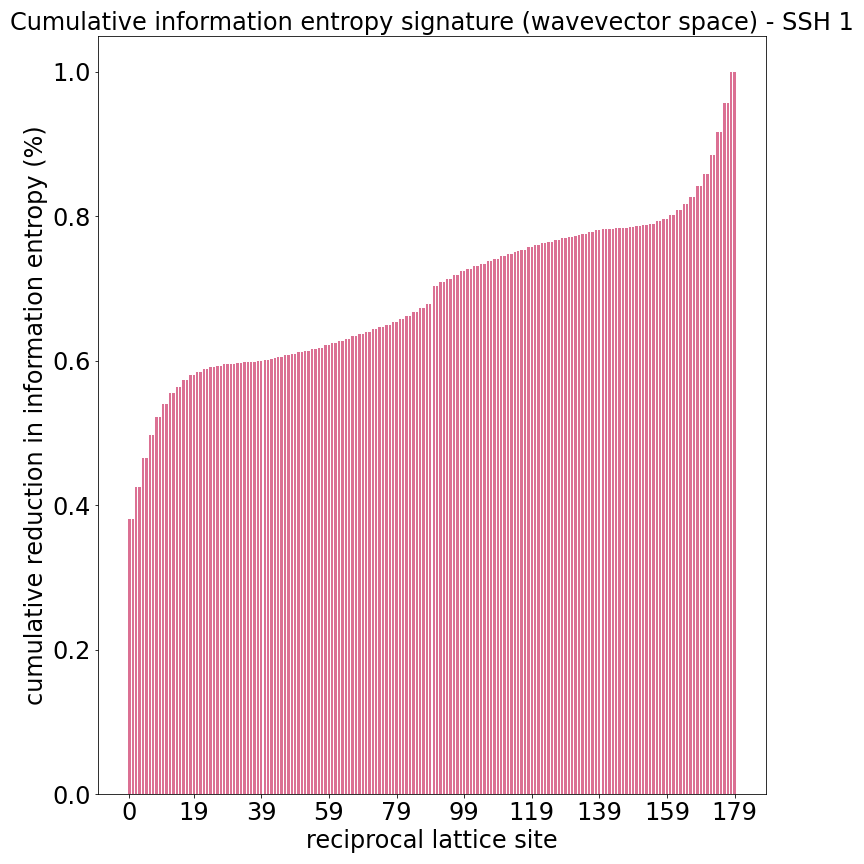 Cumulative information entropy signature (wavevector space) - SSH 1
cumulative reduction in information entropy (%)
1.0
0.8
0.6
0.4
0.2
0.0
0 19 39 59 79 99 119 139 159 179
reciprocal lattice site